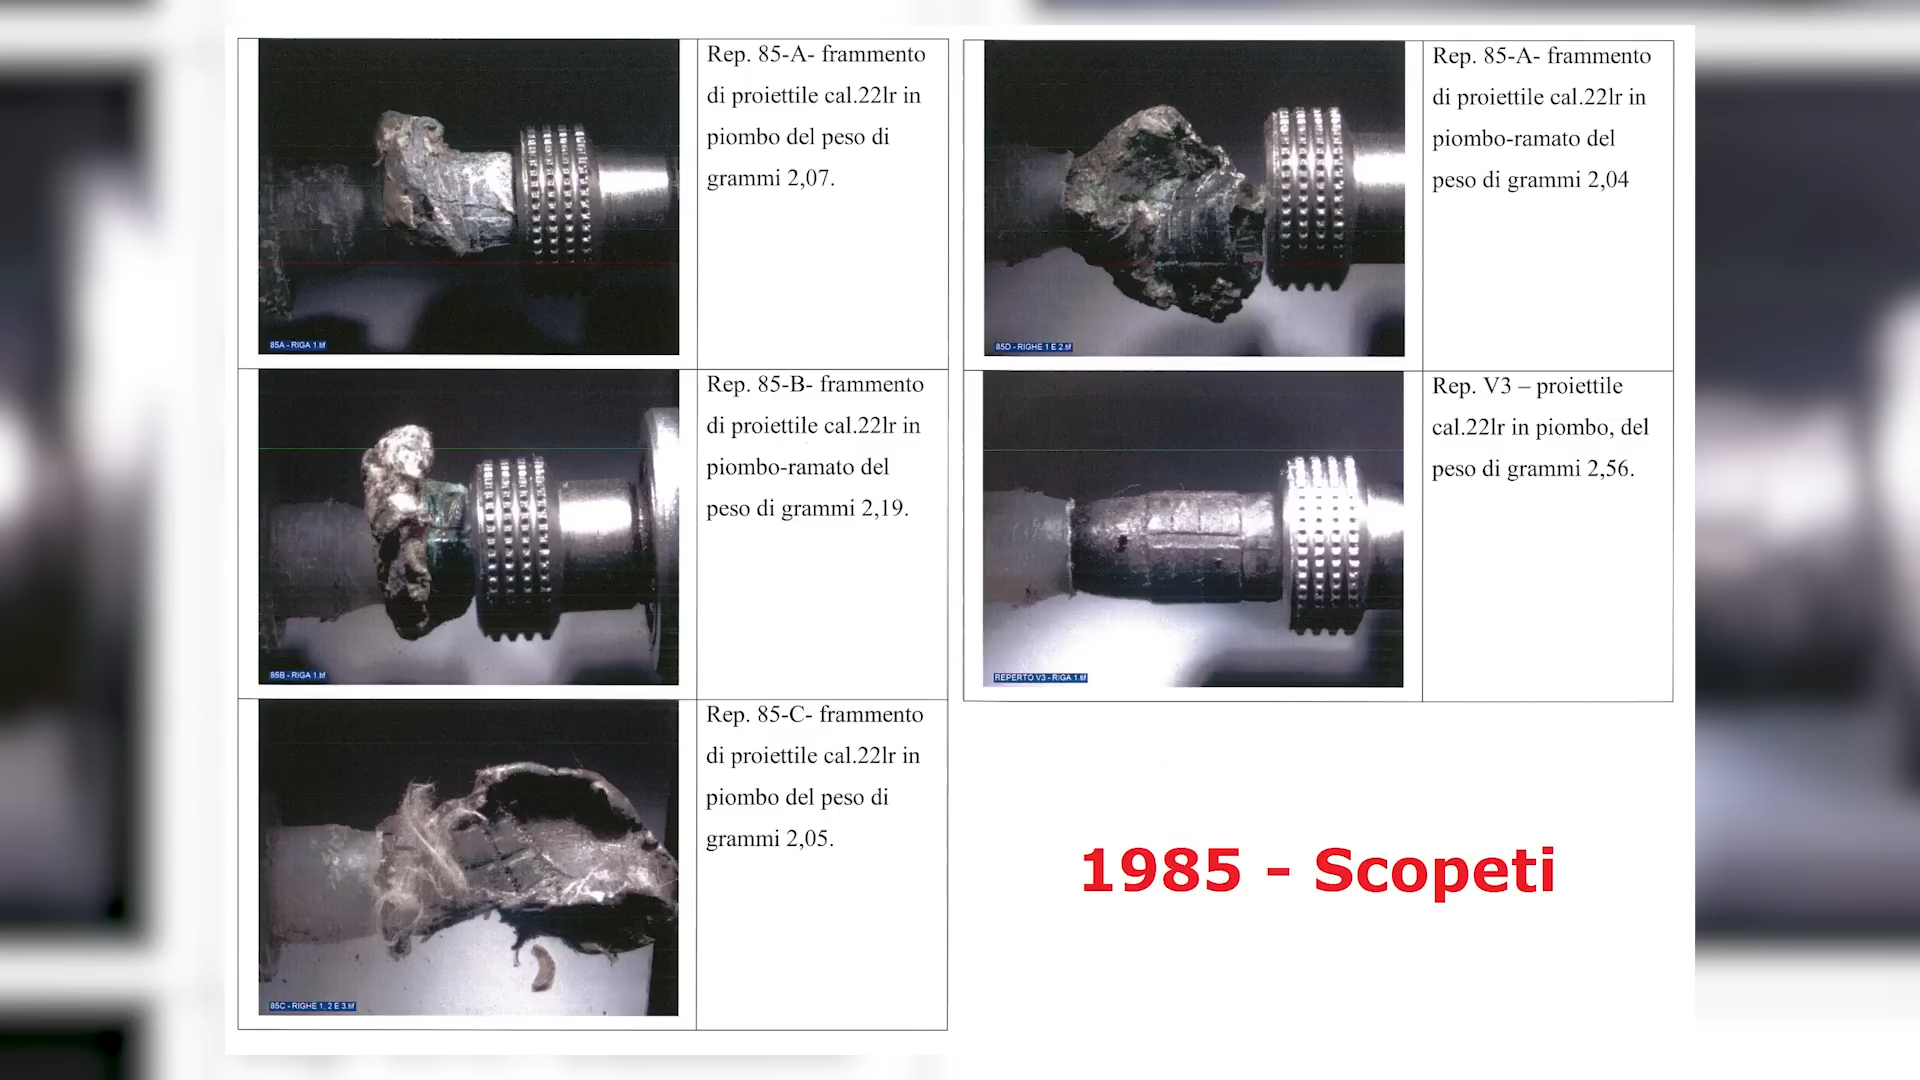 Rep. 85-A- frammento
di proiettile cal.22lr in
piombo del peso di
grammi 2,07.
85A - RIGA 1.tif
Rep. 85-B- frammento
di proiettile cal.22lr in
piombo-ramato del
peso di grammi 2,19.
85B - RIGA 1.tif
Rep. 85-C- frammento
di proiettile cal.22lr in
piombo del peso di
grammi 2,05.
85C - RIGHE 1, 2 E 3.tif
Rep. 85-A- frammento
di proiettile cal.22lr in
piombo-ramato del
peso di grammi 2,04
85D - RIGHE 1 E 2.tif
Rep. V3 – proiettile
cal.22lr in piombo, del
peso di grammi 2,56.
REPERTO V3 - RIGA 1.tif
1985 - Scopeti